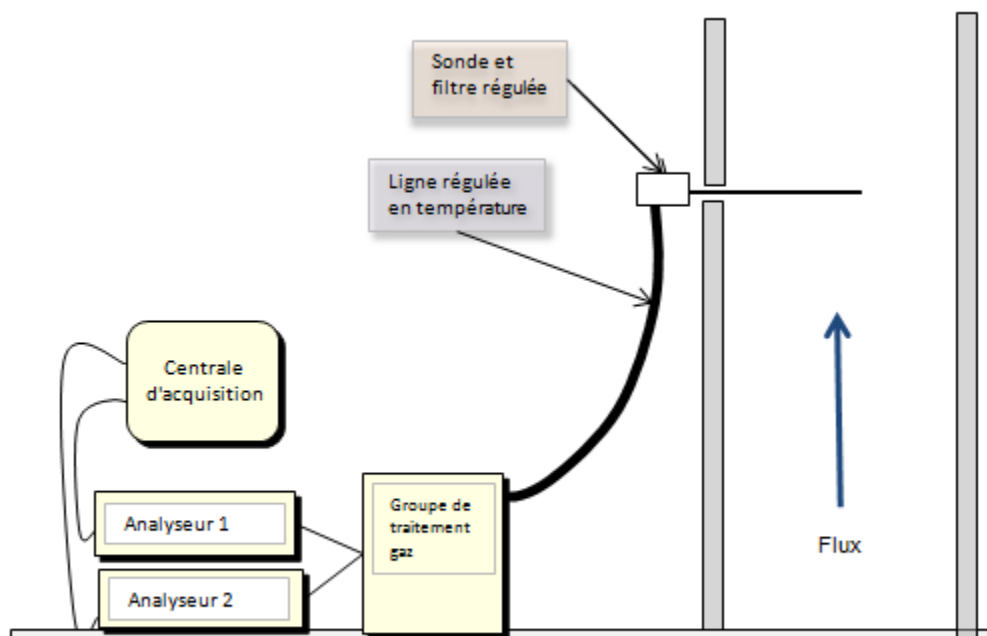 Sonde et
filtre régulée
Ligne régulée
en température
Centrale
d'acquisition
Groupe de
traitement
gaz
Analyseur 1
Flux
Analyseur 2